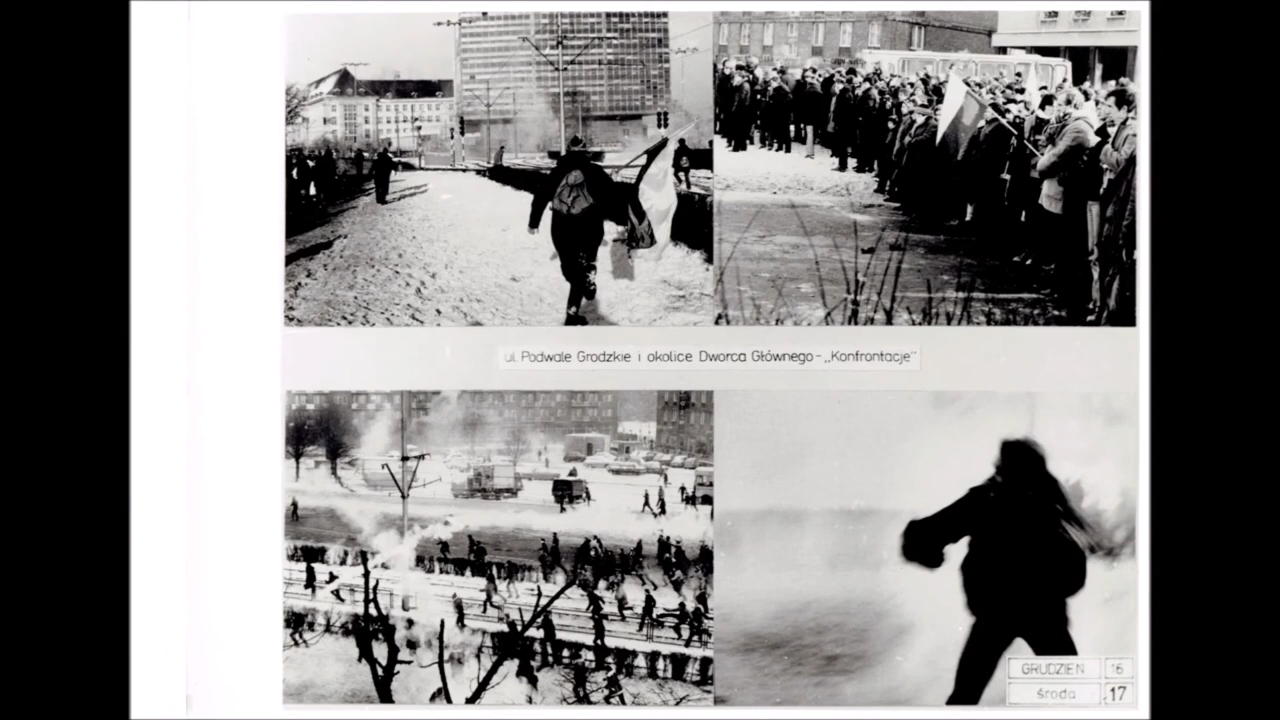 ul. Podwale Grodzkie i okolice Dworca Głównego - „Konfrontacje"
GRUDZIEŃ 16
środa 17